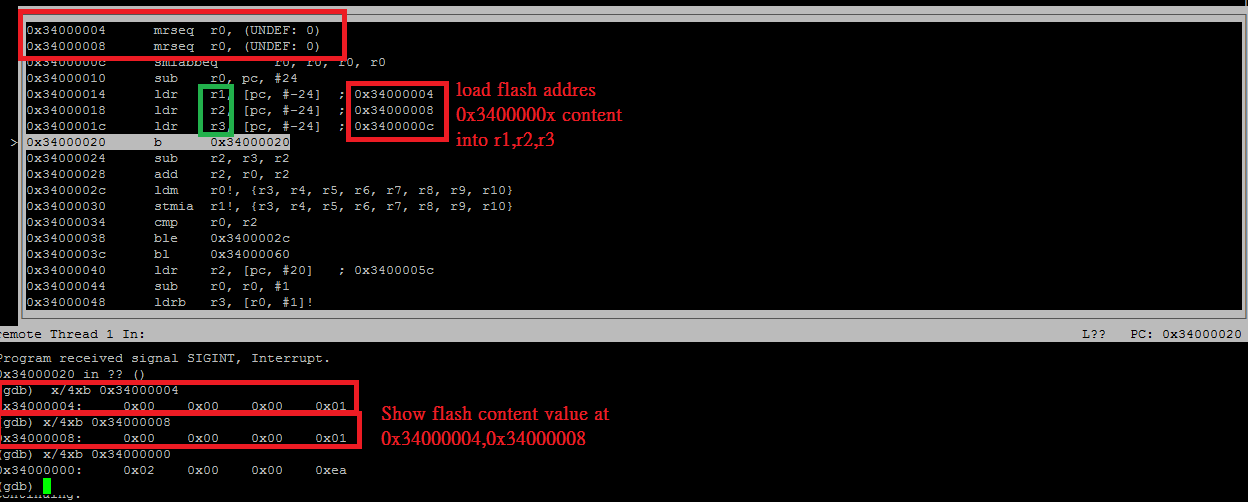 0x34000004 mrseq r0, (UNDEF: 0)
0x34000008 mrseq r0, (UNDEF: 0)
0x3400000c smlabbeq r0, r0, r0, r0
0x34000010 sub r0, pc, #24
0x34000014 ldr r1, [pc, #-24] ; 0x34000004
0x34000018 ldr r2, [pc, #-24] ; 0x34000008
0x3400001c ldr r3, [pc, #-24] ; 0x3400000c
load flash addres
0x3400000x content
into r1,r2,r3
> 0x34000020 b 0x34000020
0x34000024 sub r2, r3, r2
0x34000028 add r2, r0, r2
0x3400002c ldm r0!, {r3, r4, r5, r6, r7, r8, r9, r10}
0x34000030 stmia r1!, {r3, r4, r5, r6, r7, r8, r9, r10}
0x34000034 cmp r0, r2
0x34000038 ble 0x3400002c
0x3400003c bl 0x34000060
0x34000040 ldr r2, [pc, #20] ; 0x3400005c
0x34000044 sub r0, r0, #1
0x34000048 ldrb r3, [r0, #1]!
remote Thread 1 In: L?? PC: 0x34000020
Program received signal SIGINT, Interrupt.
0x34000020 in ?? ()
(gdb) x/4xb 0x34000004
0x34000004: 0x00 0x00 0x00 0x01
(gdb) x/4xb 0x34000008
0x34000008: 0x00 0x00 0x00 0x01
(gdb) x/4xb 0x34000000
0x34000000: 0x02 0x00 0x00 0xea
(gdb)
Continuing.
Show flash content value at
0x34000004,0x34000008